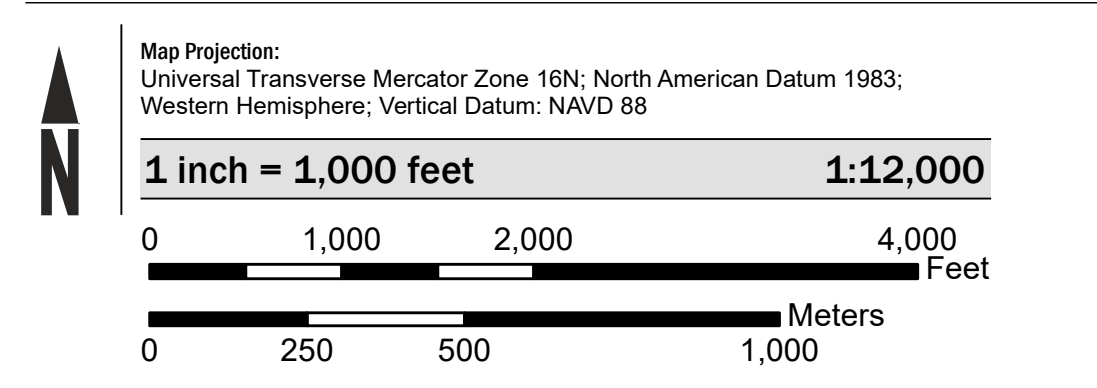 Map Projection:
Universal Transverse Mercator Zone 16N; North American Datum 1983;
Western Hemisphere; Vertical Datum: NAVD 88
N
1 inch = 1,000 feet 1:12,000
0 1,000 2,000 4,000
Feet
Meters
0 250 500 1,000